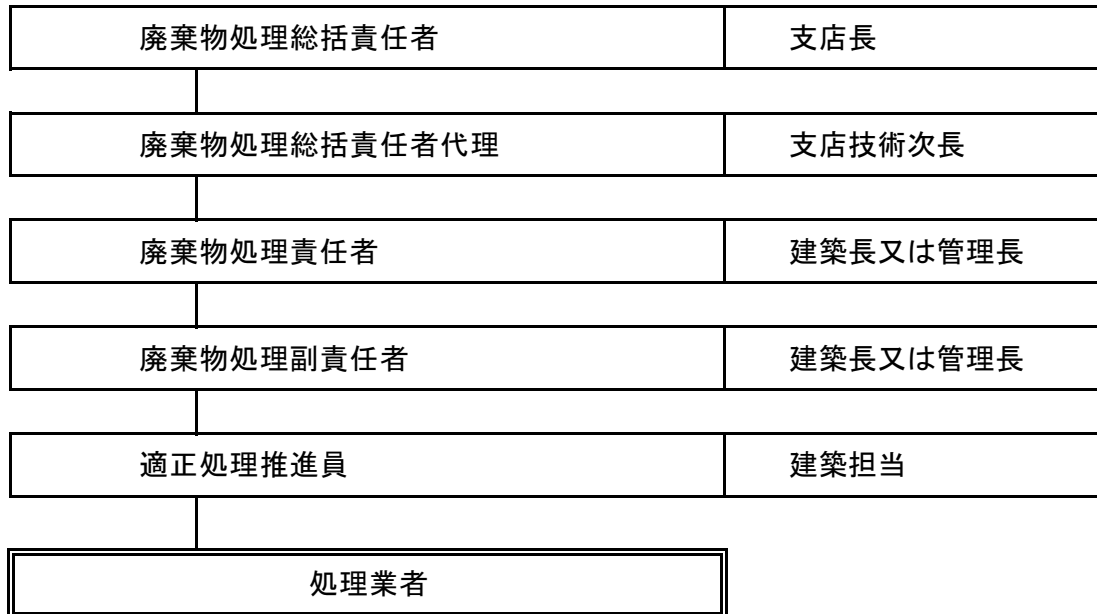 廃棄物処理総括責任者 支店長
廃棄物処理総括責任者代理 支店技術次長
廃棄物処理責任者 建築長又は管理長
廃棄物処理副責任者 建築長又は管理長
適正処理推進員 建築担当
処理業者